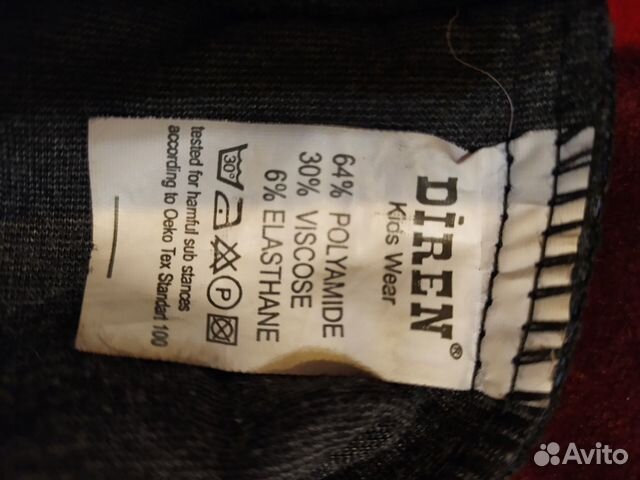 DİREN®
Kids Wear
64% POLYAMIDE
30% VISCOSE
6% ELASTHANE
30°
P
tested for harmful sub stances
according to Oeko Tex Standart 100
Avito